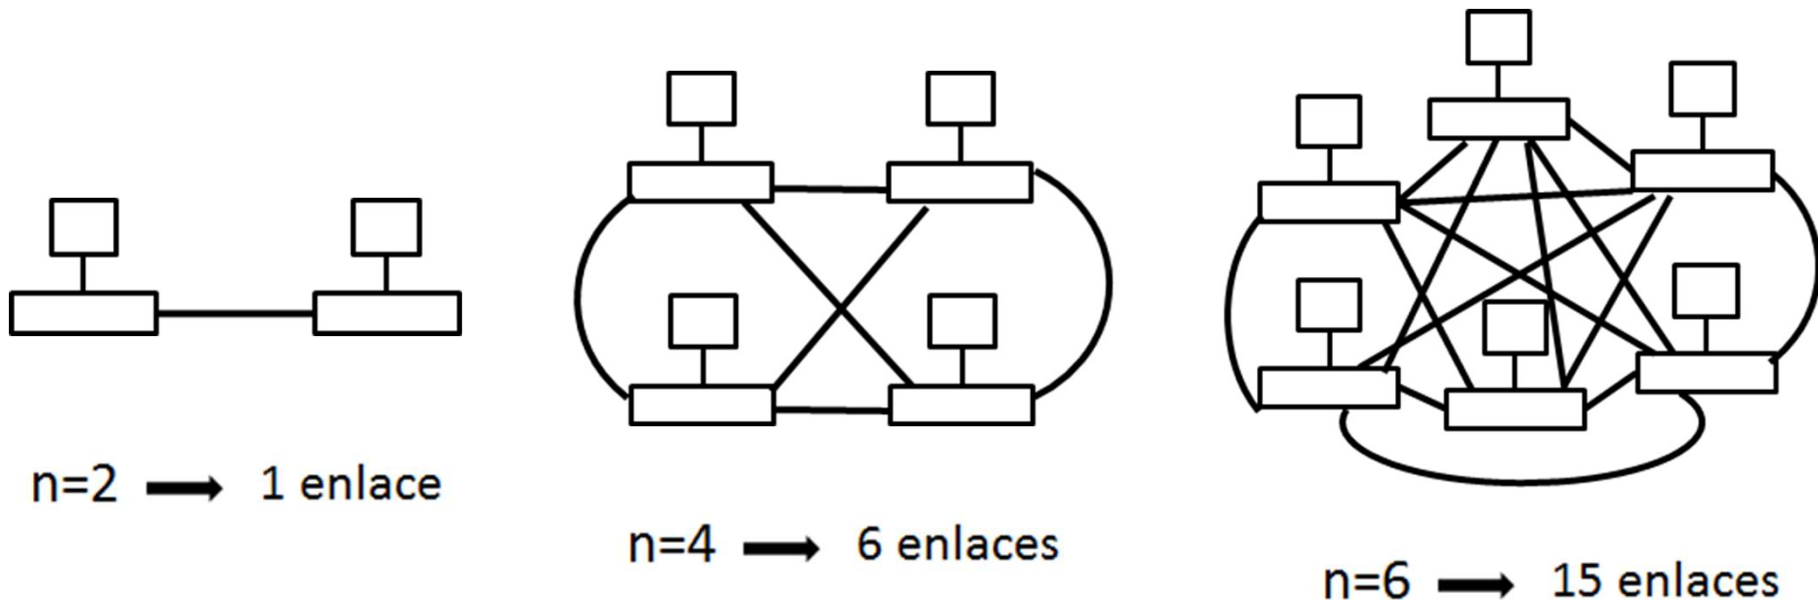 n=2 → 1 enlace
n=4 → 6 enlaces
n=6 → 15 enlaces